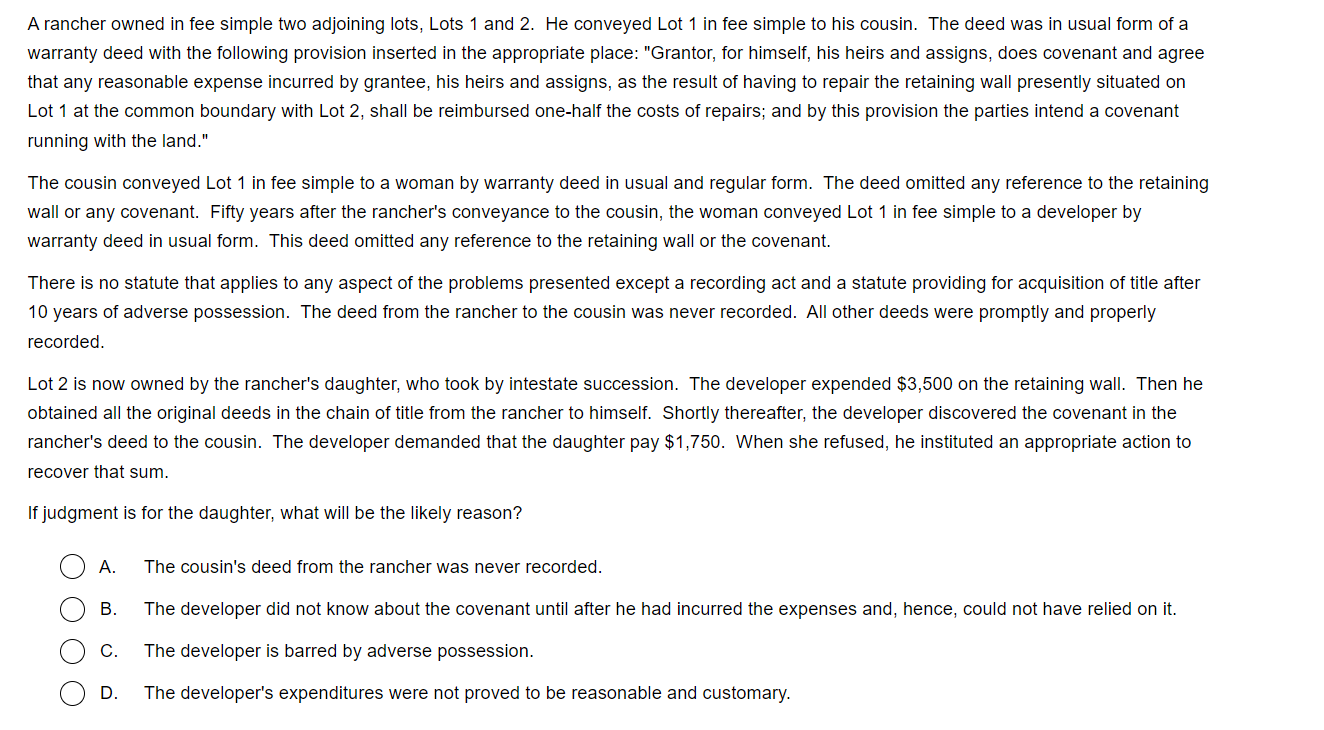 A rancher owned in fee simple two adjoining lots, Lots 1 and 2.  He conveyed Lot 1 in fee simple to his cousin.  The deed was in usual form of a
warranty deed with the following provision inserted in the appropriate place: "Grantor, for himself, his heirs and assigns, does covenant and agree
that any reasonable expense incurred by grantee, his heirs and assigns, as the result of having to repair the retaining wall presently situated on
Lot 1 at the common boundary with Lot 2, shall be reimbursed one-half the costs of repairs; and by this provision the parties intend a covenant
running with the land."
The cousin conveyed Lot 1 in fee simple to a woman by warranty deed in usual and regular form.  The deed omitted any reference to the retaining
wall or any covenant.  Fifty years after the rancher's conveyance to the cousin, the woman conveyed Lot 1 in fee simple to a developer by
warranty deed in usual form.  This deed omitted any reference to the retaining wall or the covenant.
There is no statute that applies to any aspect of the problems presented except a recording act and a statute providing for acquisition of title after
10 years of adverse possession.  The deed from the rancher to the cousin was never recorded.  All other deeds were promptly and properly
recorded.
Lot 2 is now owned by the rancher's daughter, who took by intestate succession.  The developer expended $3,500 on the retaining wall.  Then he
obtained all the original deeds in the chain of title from the rancher to himself.  Shortly thereafter, the developer discovered the covenant in the
rancher's deed to the cousin.  The developer demanded that the daughter pay $1,750.  When she refused, he instituted an appropriate action to
recover that sum.
If judgment is for the daughter, what will be the likely reason?
A. The cousin's deed from the rancher was never recorded.
B. The developer did not know about the covenant until after he had incurred the expenses and, hence, could not have relied on it.
C. The developer is barred by adverse possession.
D. The developer's expenditures were not proved to be reasonable and customary.